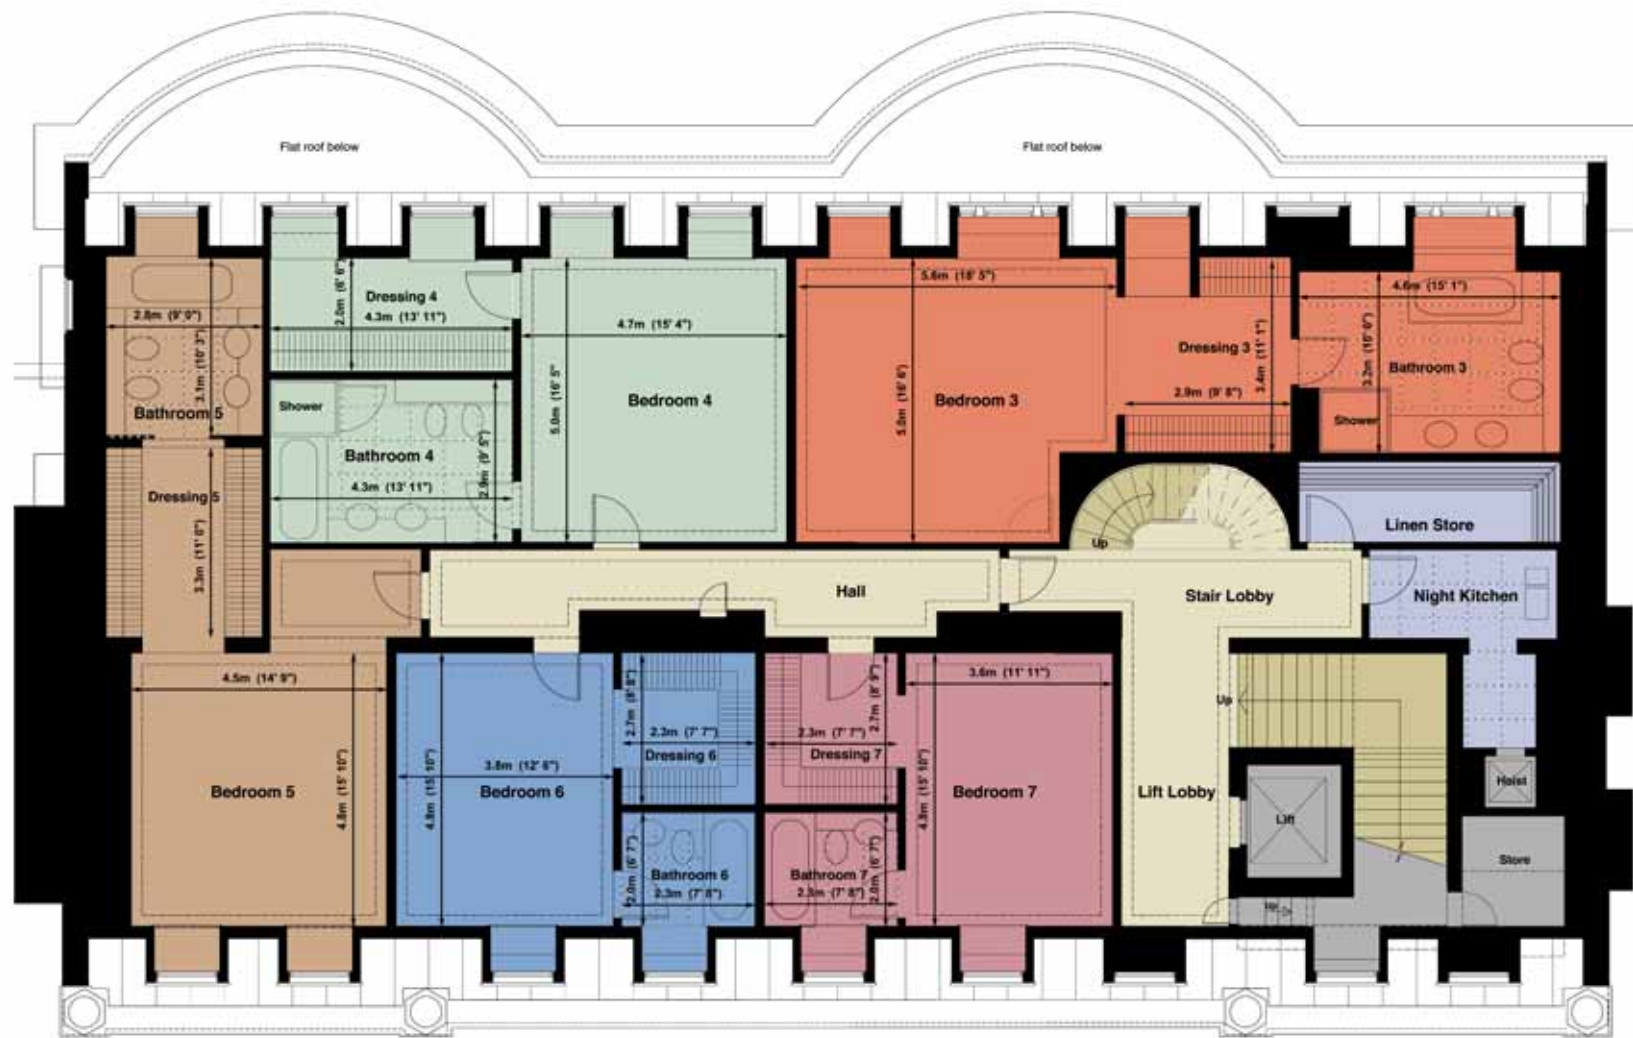 Flat roof below
Flat roof below
2.0m (6' 6")
Dressing 4
4.3m (13' 11")
2.8m (9' 0")
3.1m (10' 3")
Bathroom 5
4.7m (15' 4")
5.0m (16' 5"
Bedroom 4
5.6m (18' 5")
5.0m (16' 6")
Bedroom 3
Dressing 3
3.4m (11' 1")
2.9m (9' 8")
4.6m (15' 1")
3.2m (10' 6")
Bathroom 3
Shower
Shower
Bathroom 4
4.3m (13' 11")
2.9m (9' 5")
Dressing 5
3.3m (11' 0")
Up
Linen Store
Hall
Stair Lobby
Night Kitchen
4.5m (14' 9")
4.8m (15' 10")
Bedroom 5
3.8m (12' 6")
4.8m (15' 10")
Bedroom 6
2.7m (8' 8")
2.3m (7' 7")
Dressing 6
2.7m (8' 9")
2.3m (7' 7")
Dressing 7
3.6m (11' 11")
4.8m (15' 10")
Bedroom 7
Up
Lift Lobby
Lift
Hoist
Store
2.0m (6' 7")
Bathroom 6
2.3m (7' 8")
Bathroom 7
2.3m (7' 8")
2.0m (6' 7")
Up